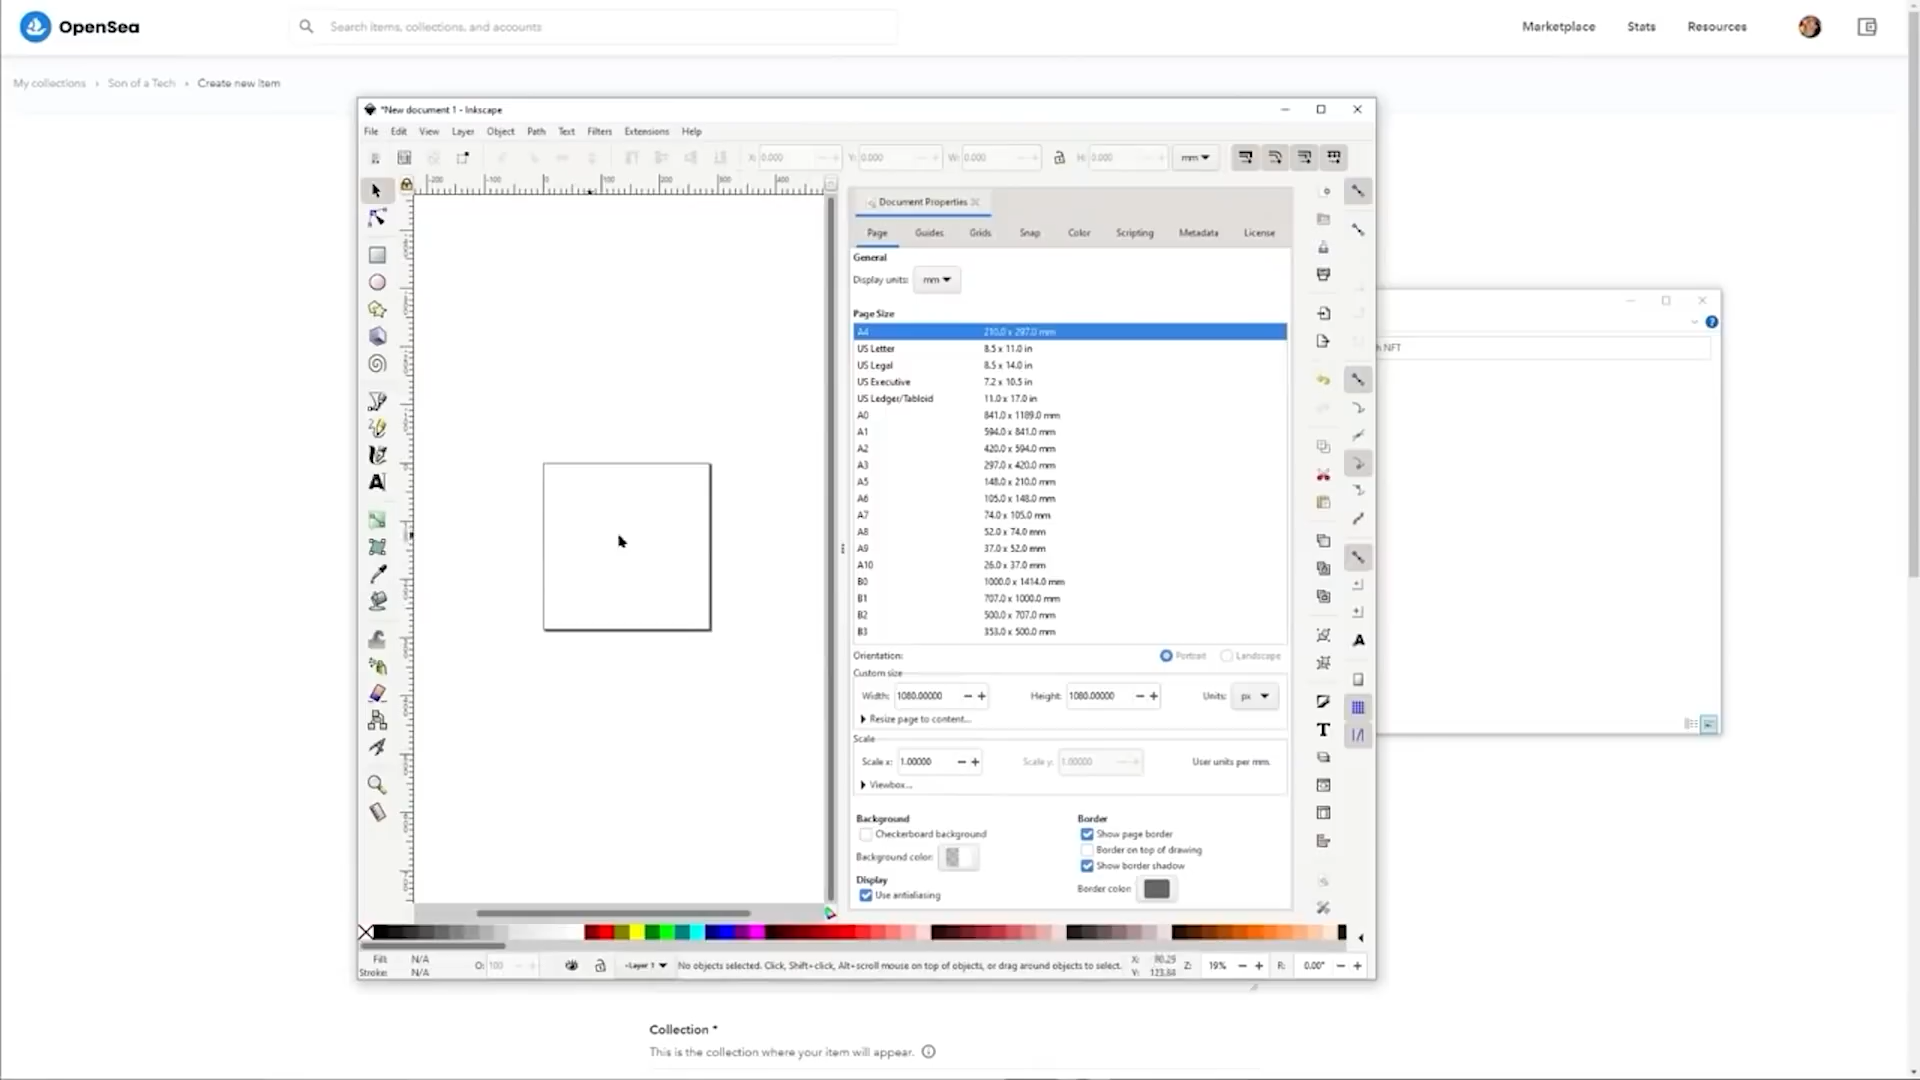 OpenSea
Search items, collections, and accounts
Marketplace
Stats
Resources
My collections > Son of a Tech > Create new item
*New document 1 - Inkscape
File Edit View Layer Object Path Text Filters Extensions Help
X: 0.000 Y: 0.000 W: 0.000 H: 0.000 mm
Document Properties
Page Guides Grids Snap Color Scripting Metadata License
General
Display units: mm
Page Size
A4 210.0 x 297.0 mm
US Letter 8.5 x 11.0 in
US Legal 8.5 x 14.0 in
US Executive 7.2 x 10.5 in
US Ledger/Tabloid 11.0 x 17.0 in
A0 841.0 x 1189.0 mm
A1 594.0 x 841.0 mm
A2 420.0 x 594.0 mm
A3 297.0 x 420.0 mm
A5 148.0 x 210.0 mm
A6 105.0 x 148.0 mm
A7 74.0 x 105.0 mm
A8 52.0 x 74.0 mm
A9 37.0 x 52.0 mm
A10 26.0 x 37.0 mm
B0 1000.0 x 1414.0 mm
B1 707.0 x 1000.0 mm
B2 500.0 x 707.0 mm
B3 353.0 x 500.0 mm
Orientation: Portrait Landscape
Custom size
Width: 1080.00000 Height: 1080.00000 Units: px
Resize page to content...
Scale
Scale x: 1.00000 Scale y: 1.00000 User units per mm.
Viewbox...
Background
Checkerboard background
Background color:
Display
Use antialiasing
Border
Show page border
Border on top of drawing
Show border shadow
Border color:
NFT
Fill: N/A
Stroke: N/A
O: 100
-Layer 1
No objects selected. Click, Shift+click, Alt+scroll mouse on top of objects, or drag around objects to select.
X: 80.29
Y: 123.84
Z: 19%
R: 0.00°
Collection *
This is the collection where your item will appear.